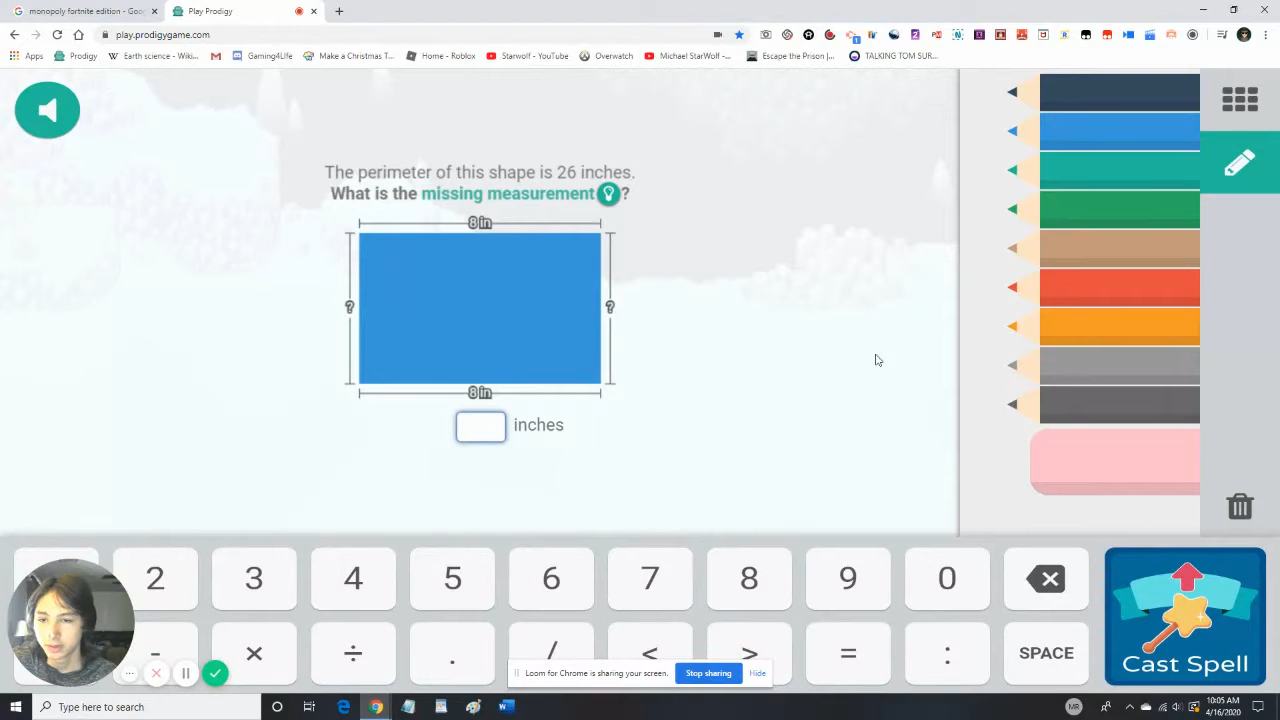 monopoly fortnite edition - Goog
Play Prodigy
play.prodigygame.com
Apps
Prodigy
Earth science - Wiki...
Gaming4Life
Make a Christmas T...
Home - Roblox
Starwolf - YouTube
Overwatch
Michael StarWolf -...
Escape the Prison |...
TALKING TOM SUR...
The perimeter of this shape is 26 inches.
What is the missing measurement ?
8 in
? ?
8 in
inches
2 3 4 5 6 7 8 9 0
- × ÷ . / < > = : SPACE
Cast Spell
Loom for Chrome is sharing your screen. Stop sharing Hide
Type here to search
MR
10:05 AM
4/16/2020